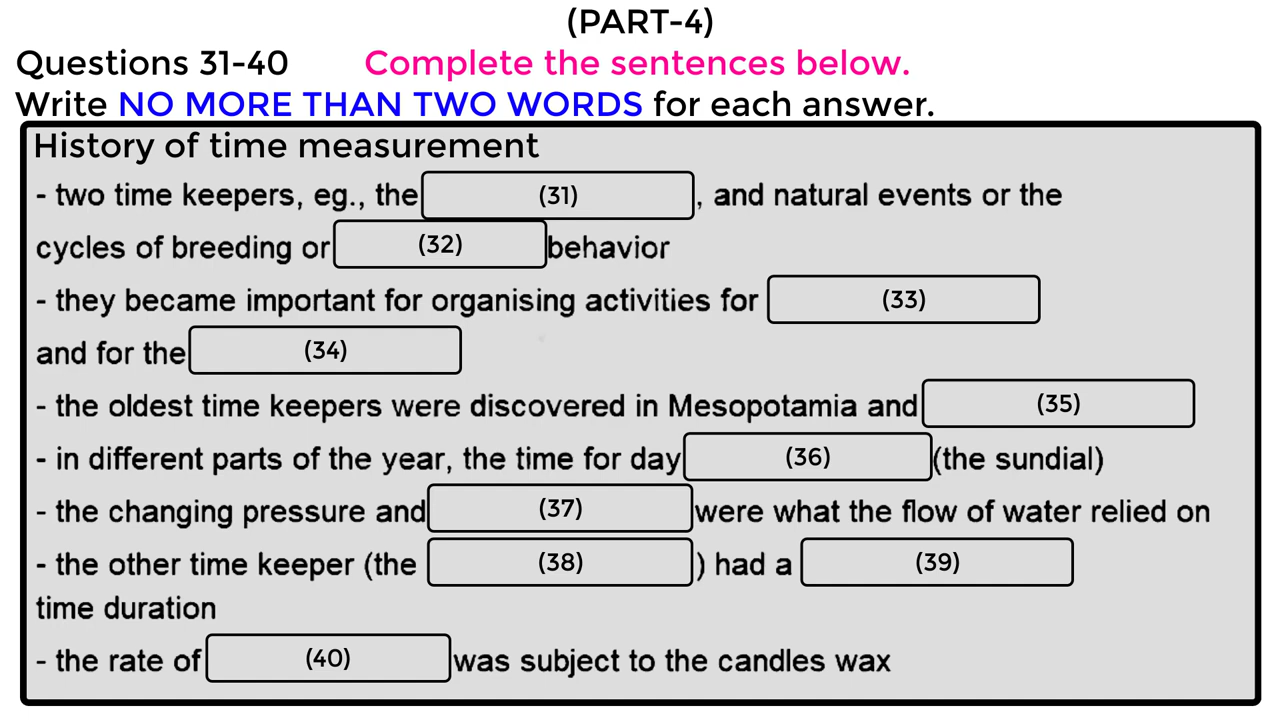 (PART-4)
Questions 31-40 Complete the sentences below.
Write NO MORE THAN TWO WORDS for each answer.
History of time measurement
- two time keepers, eg., the (31) , and natural events or the
cycles of breeding or (32) behavior
- they became important for organising activities for (33)
and for the (34)
- the oldest time keepers were discovered in Mesopotamia and (35)
- in different parts of the year, the time for day (36) (the sundial)
- the changing pressure and (37) were what the flow of water relied on
- the other time keeper (the (38) ) had a (39)
time duration
- the rate of (40) was subject to the candles wax